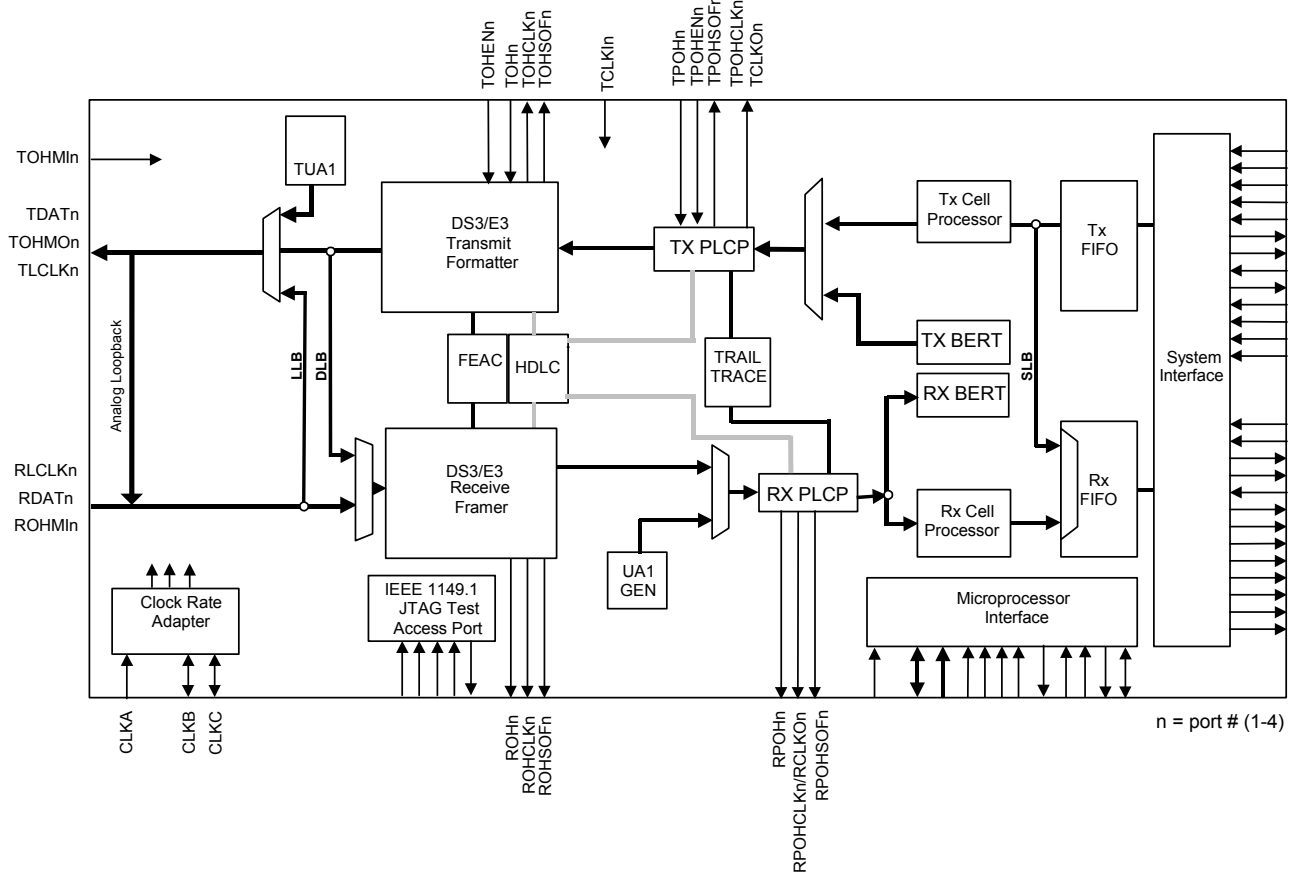 TOHENn
TOHn
TOHCLKn
TOHSOFn
TCLKIn
TPOHn
TPOHENn
TPOHSOFn
TPOHCLKn
TCLKOn
TOHMIn
TDATn
TOHMOn
TLCLKn
TUA1
DS3/E3
Transmit
Formatter
TX PLCP
Tx Cell
Processor
Tx
FIFO
TX BERT
RX BERT
System
Interface
Analog Loopback
LLB
DLB
FEAC
HDLC
TRAIL
TRACE
SLB
RLCLKn
RDATn
ROHMIn
DS3/E3
Receive
Framer
RX PLCP
Rx Cell
Processor
Rx
FIFO
UA1
GEN
Clock Rate
Adapter
IEEE 1149.1
JTAG Test
Access Port
Microprocessor
Interface
CLKA
CLKB
CLKC
ROHn
ROHCLKn
ROHSOFn
RPOHn
RPOHCLKn/RCLKOn
RPOHSOFn
n = port # (1-4)